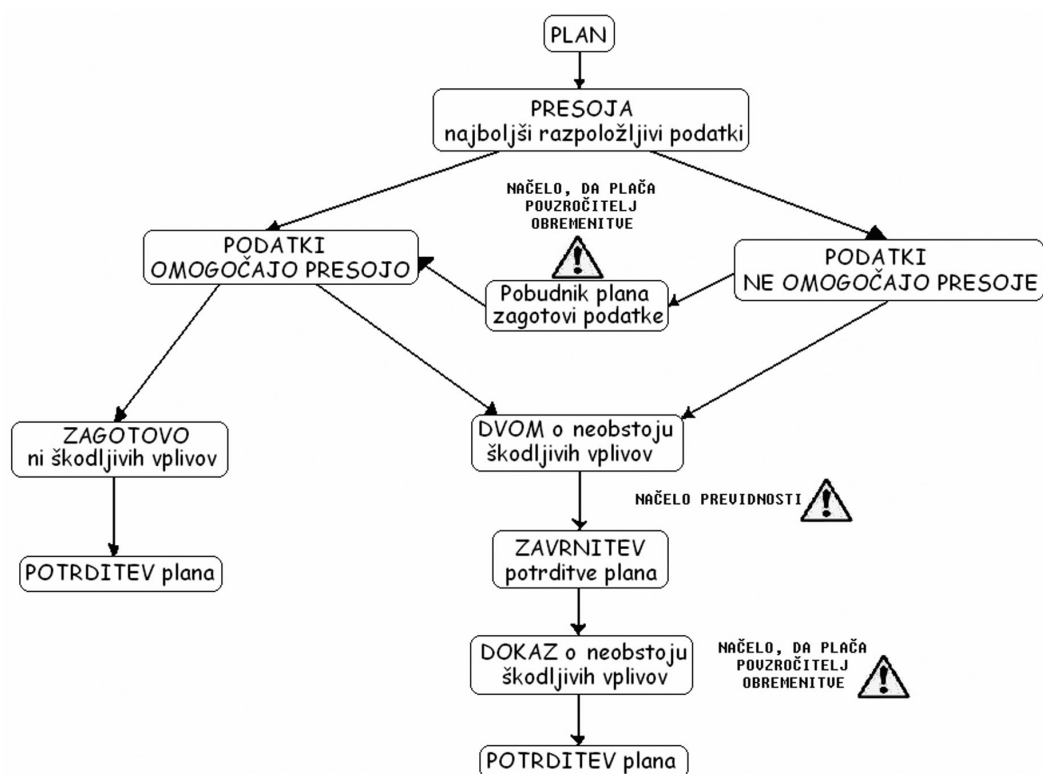 PLAN
PRESOJA
najboljši razpoložljivi podatki
NAČELO, DA PLAČA
POVZROČITELJ
OBREMENITVE
PODATKI
OMOGOČAJO PRESOJO
PODATKI
NE OMOGOČAJO PRESOJE
Pobudnik plana
zagotovi podatke
ZAGOTOVO
ni škodljivih vplivov
DVOM o neobstoju
škodljivih vplivov
NAČELO PREVIDNOSTI
POTRDITEV plana
ZAVRNITEV
potrditve plana
DOKAZ o neobstoju
škodljivih vplivov
NAČELO, DA PLAČA
POVZROČITELJ
OBREMENITVE
POTRDITEV plana